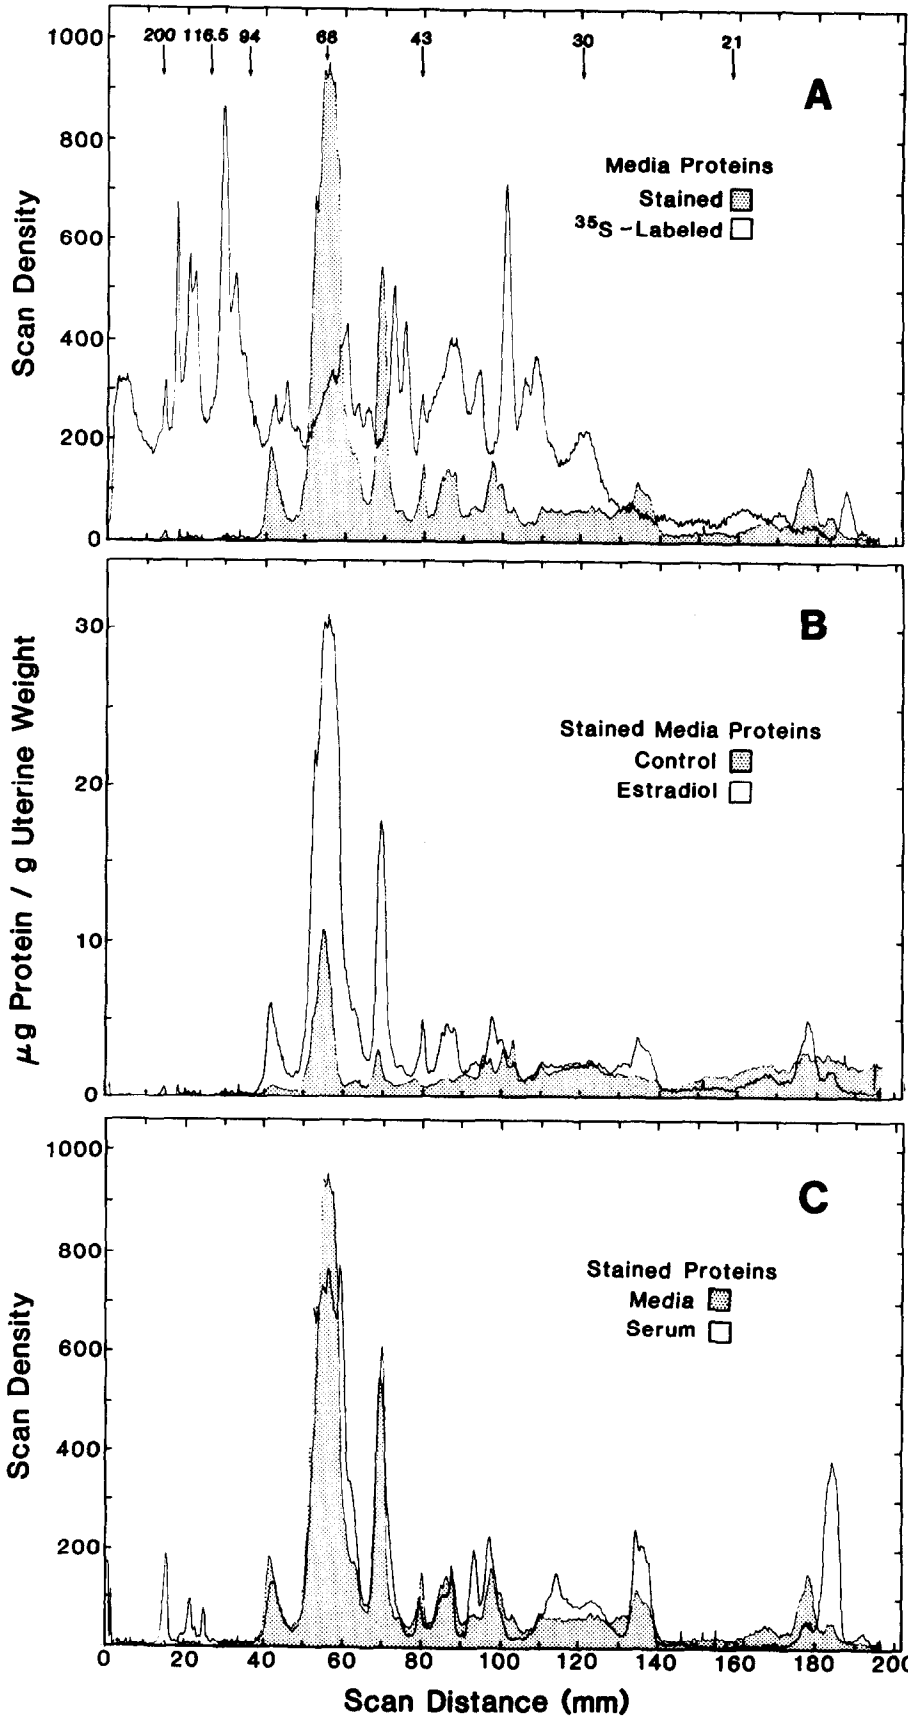 200 116.5 94 68 43 30 21
A
1000
800
600
400
200
0
Scan Density
Media Proteins
Stained
³⁵S-Labeled
B
30
20
10
0
µg Protein / g Uterine Weight
Stained Media Proteins
Control
Estradiol
C
1000
800
600
400
200
Scan Density
Stained Proteins
Media
Serum
0 20 40 60 80 100 120 140 160 180 200
Scan Distance (mm)